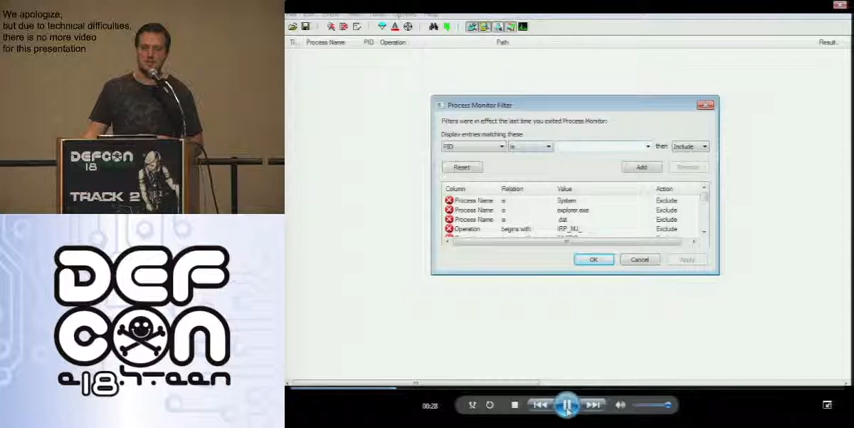 We apologize,
but due to technical difficulties,
there is no more video
for this presentation
DEFCON
18
TRACK 2
DEF
CON
e18.hteen
Process Name PID Operation Path Result
Process Monitor Filter
Filters were in effect the last time you exited Process Monitor:
Display entries matching these
PID is then Include
Reset Add Remove
Column Relation Value Action
Process Name is System Exclude
Process Name is explorer.exe Exclude
Process Name is .dat Exclude
Operation begins with IRP_MJ_ Exclude
OK Cancel Apply
00:28